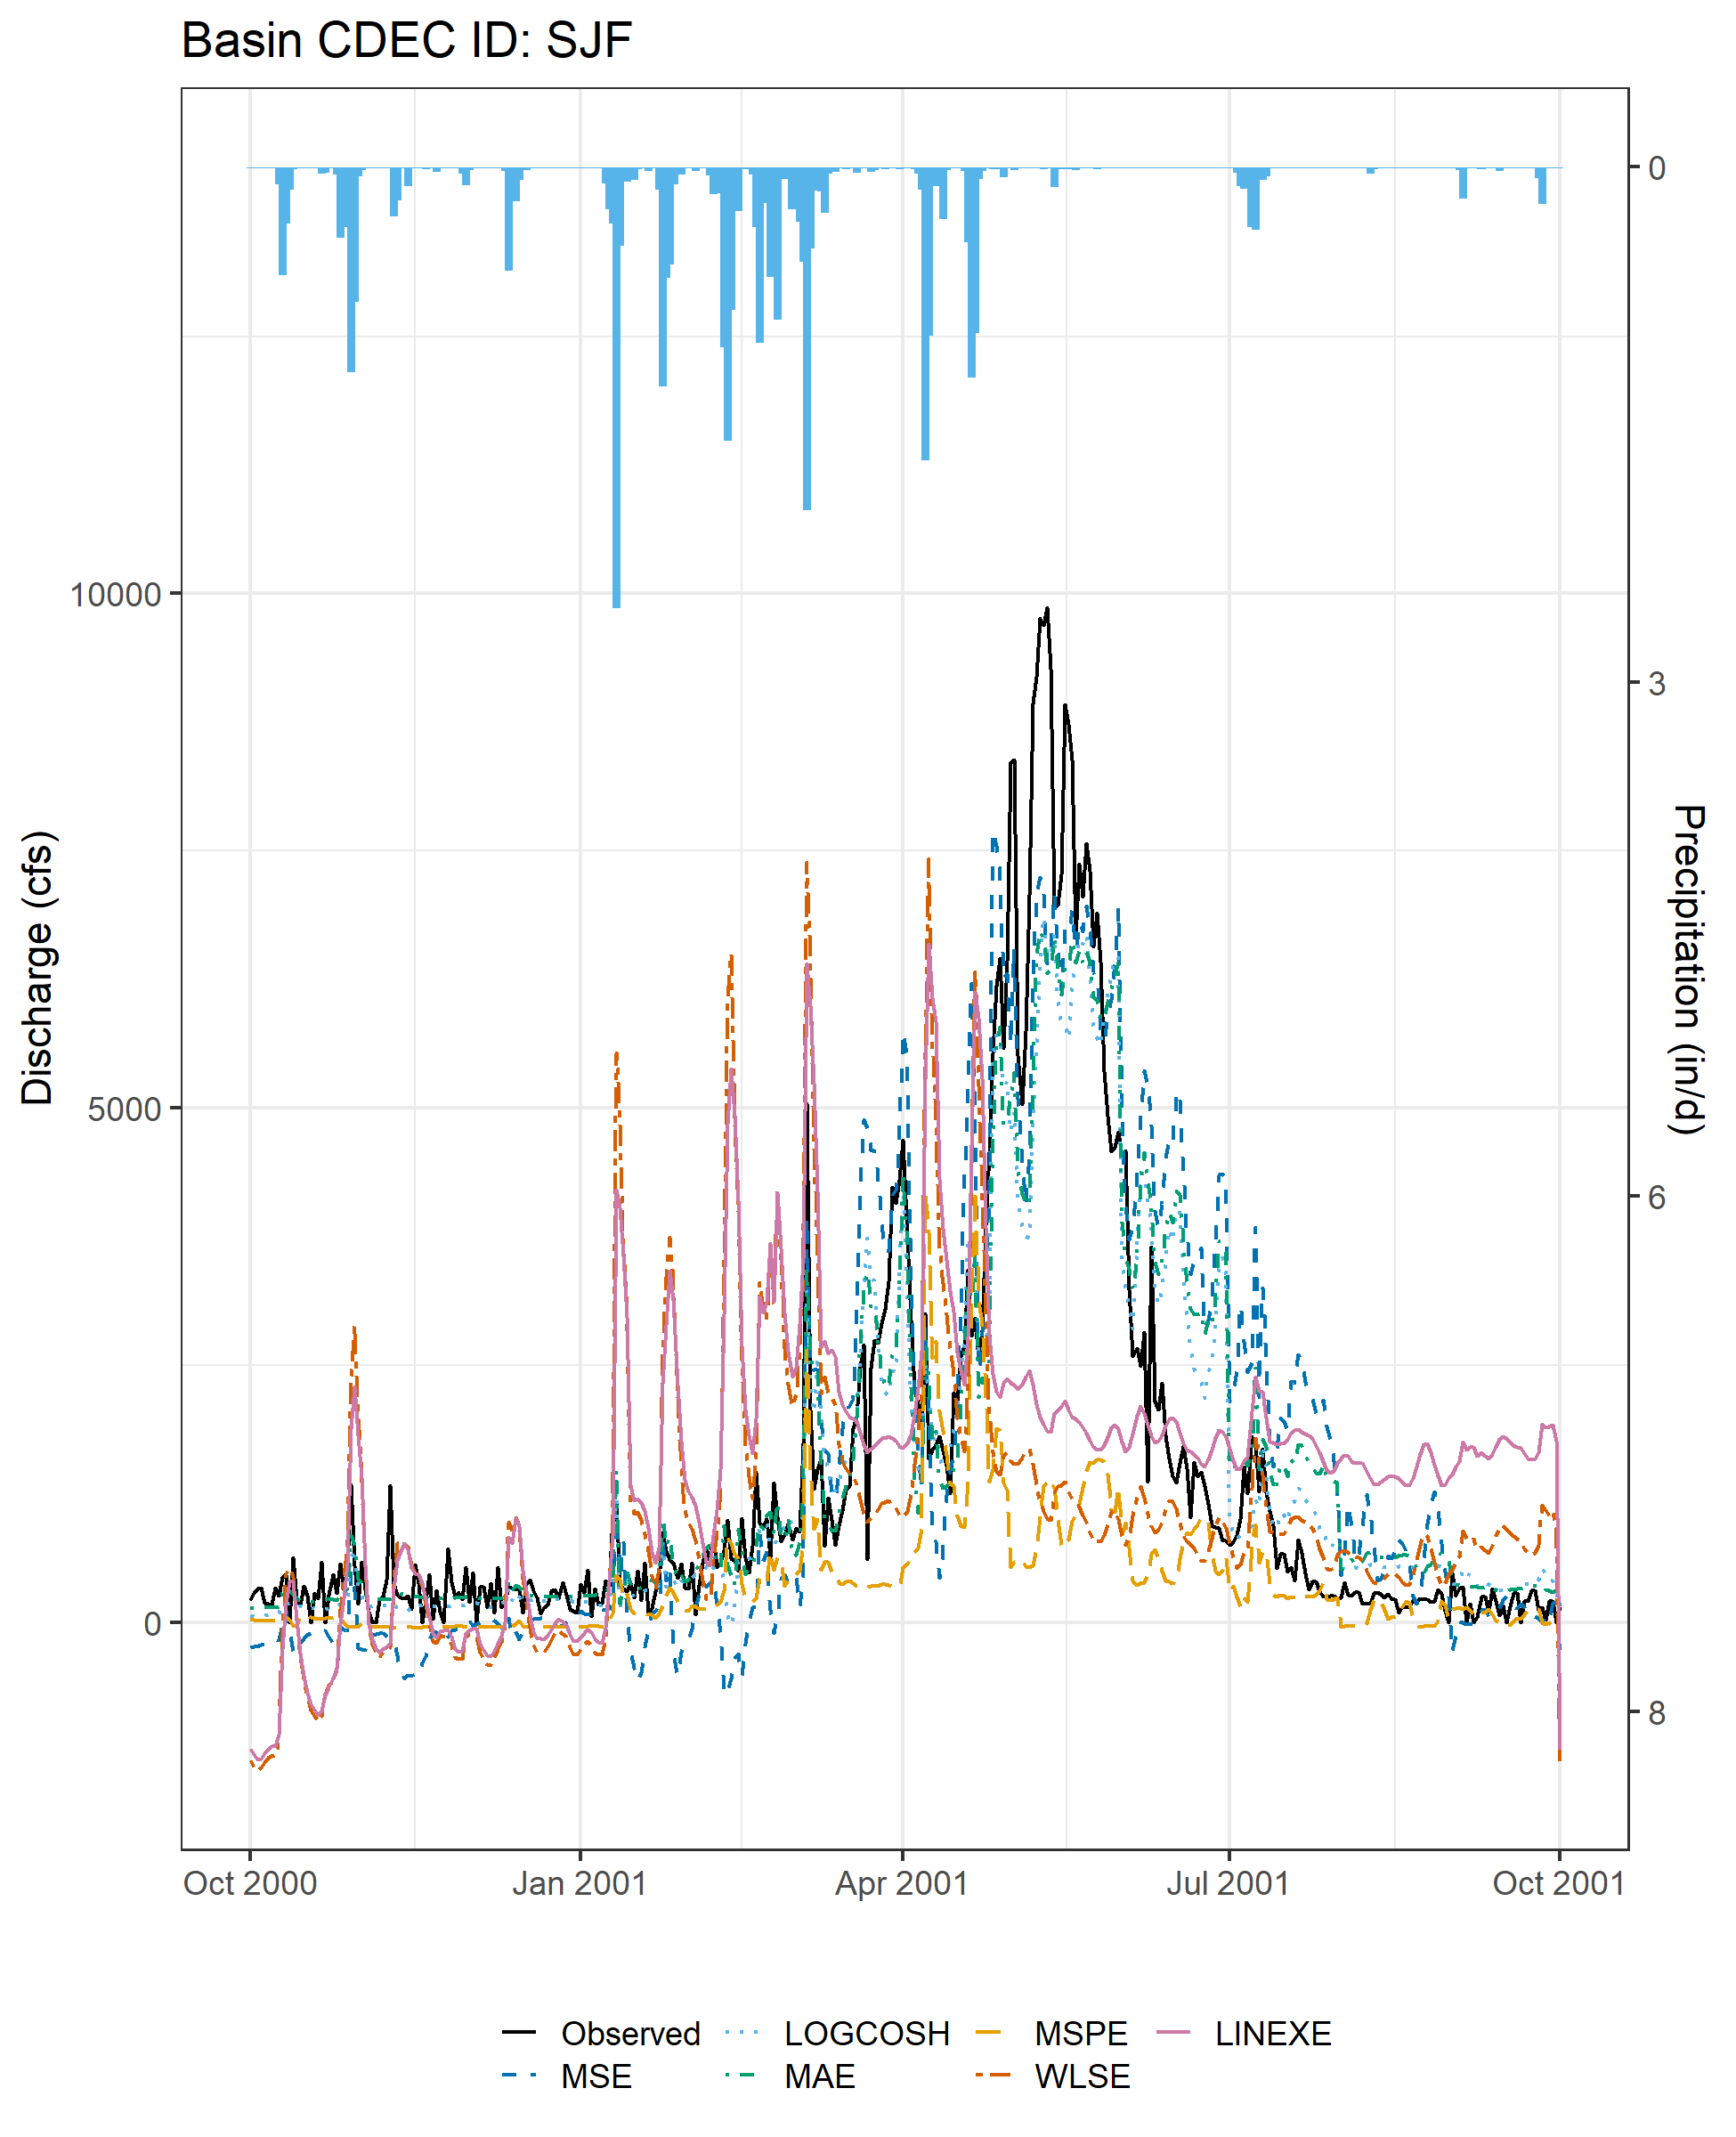 Basin CDEC ID: SJF
0
3
6
8
Precipitation (in/d)
10000
5000
0
Discharge (cfs)
Oct 2000 Jan 2001 Apr 2001 Jul 2001 Oct 2001
Observed LOGCOSH MSPE LINEXE
MSE MAE WLSE